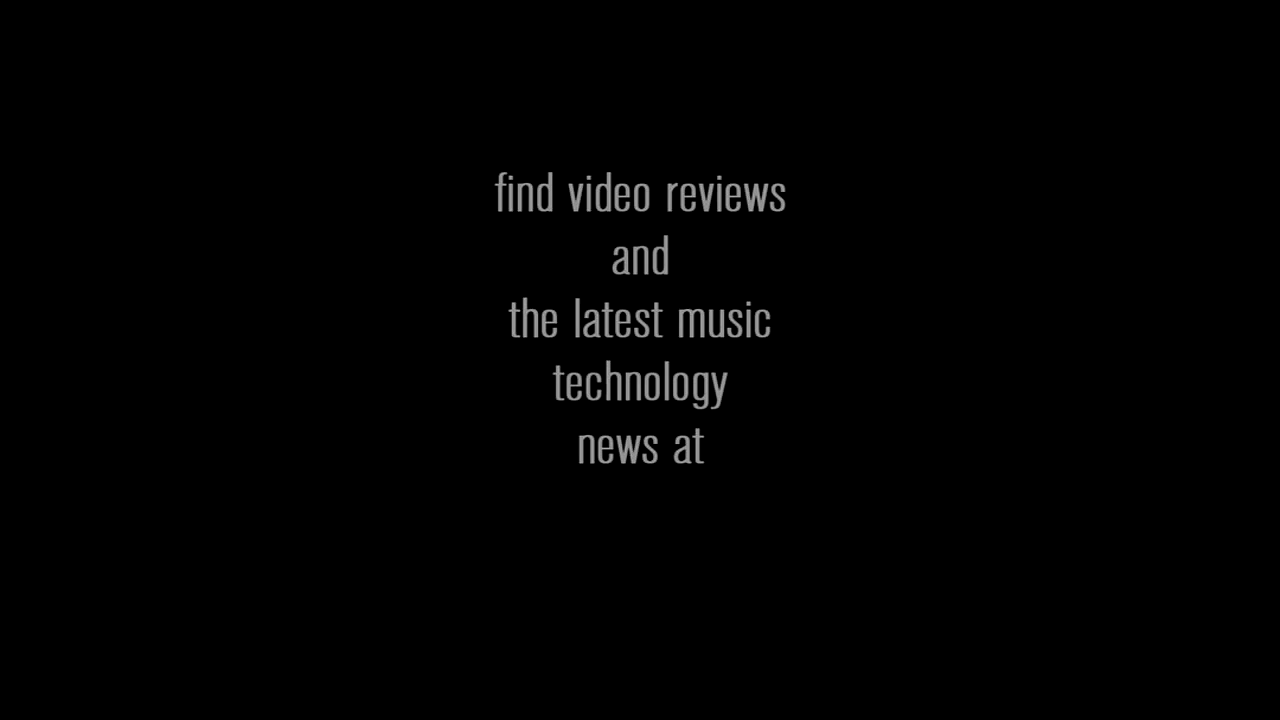 find video reviews
and
the latest music
technology
news at